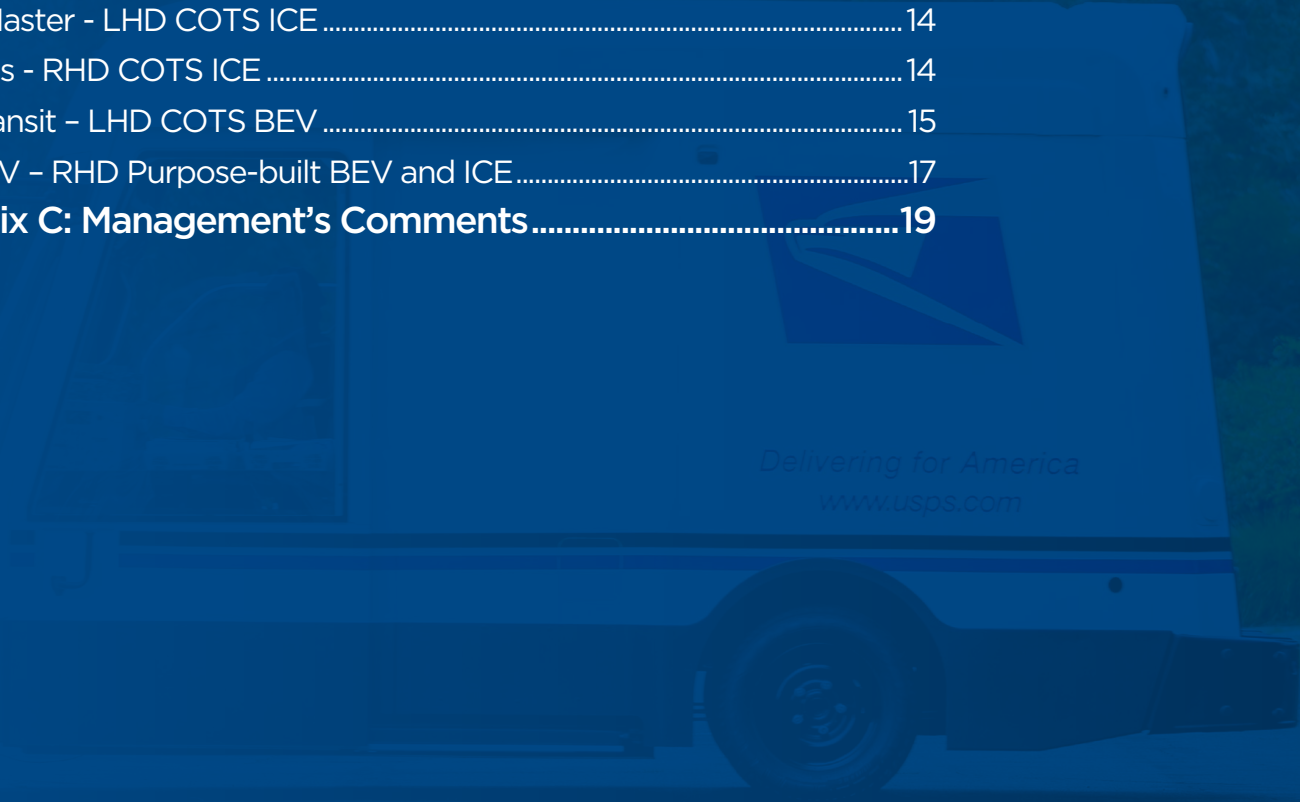 laster - LHD COTS ICE 14
s - RHD COTS ICE 14
ansit – LHD COTS BEV 15
V – RHD Purpose-built BEV and ICE 17
ix C: Management's Comments 19
Delivering for America
www.usps.com